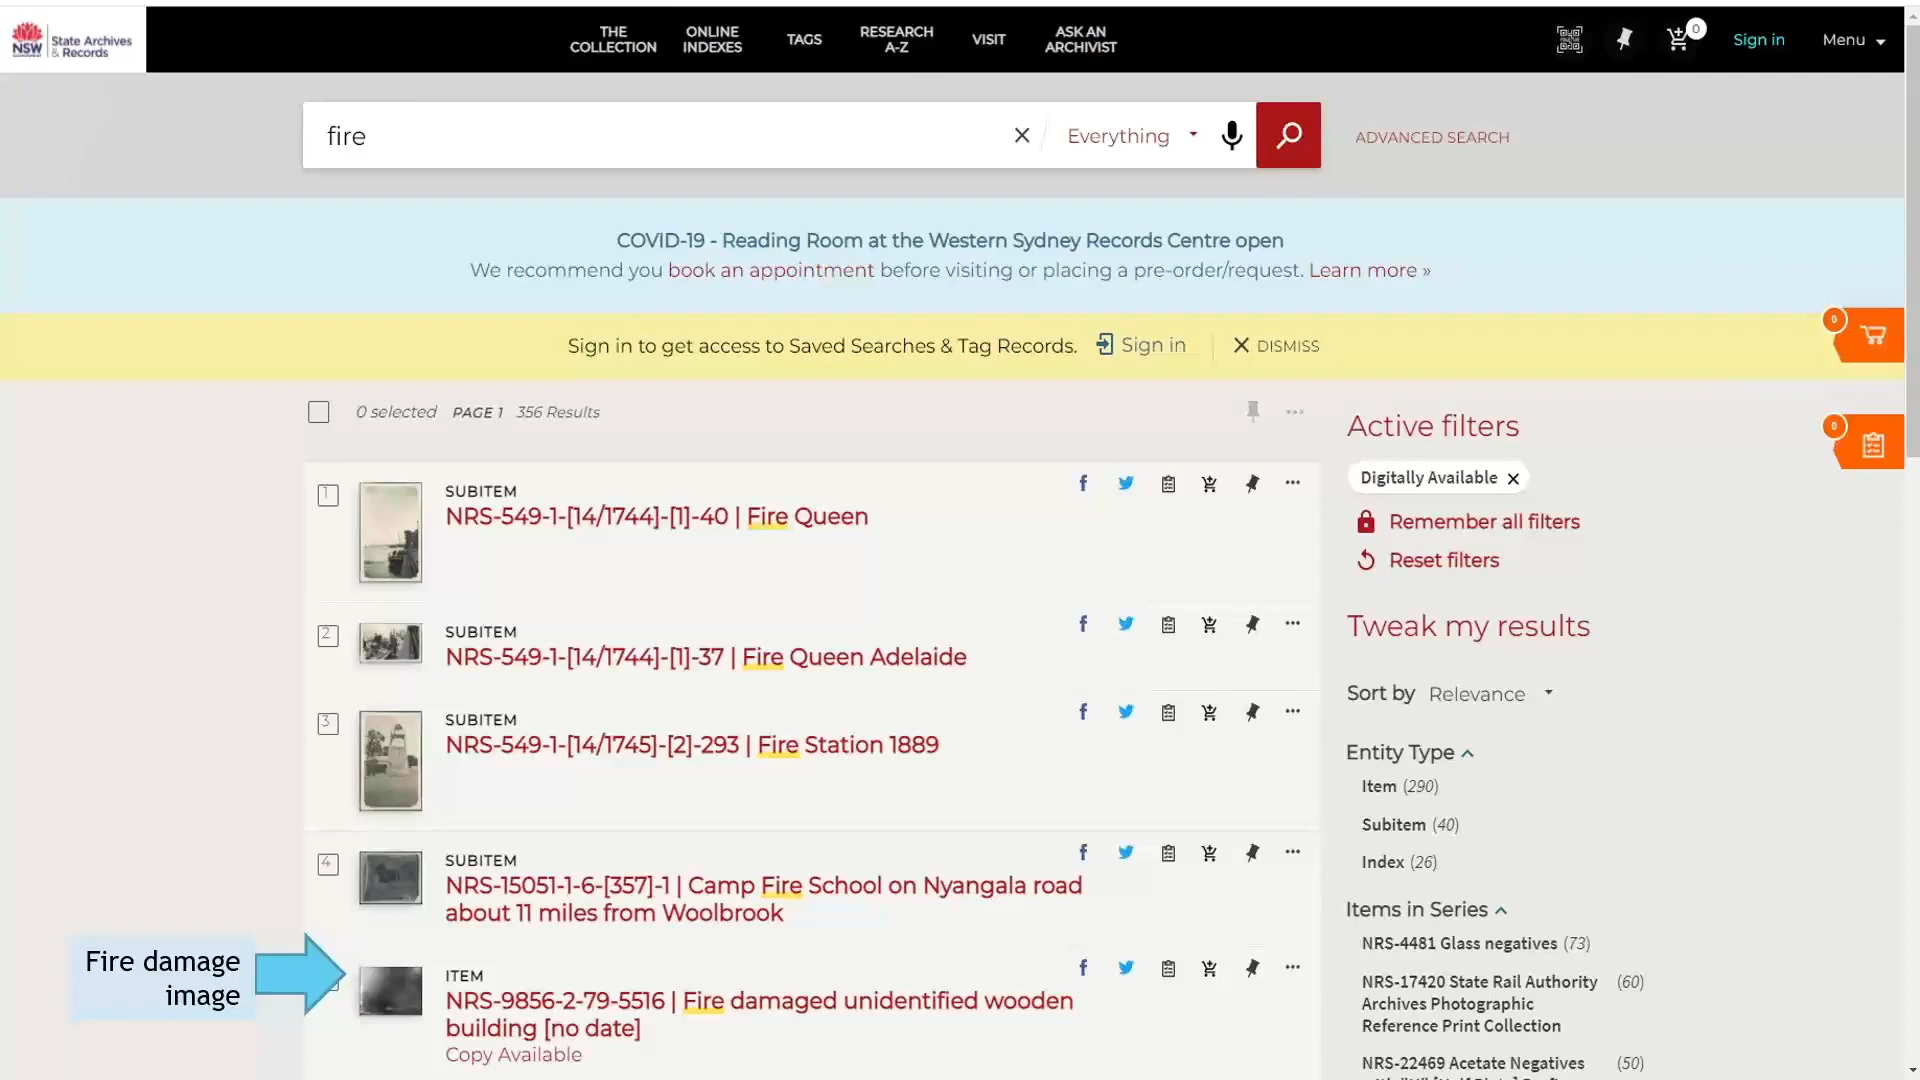 NSW
State Archives
& Records
THE
COLLECTION
ONLINE
INDEXES
TAGS
RESEARCH
A-Z
VISIT
ASK AN
ARCHIVIST
0
Sign in
Menu
fire
Everything
ADVANCED SEARCH
COVID-19 - Reading Room at the Western Sydney Records Centre open
We recommend you book an appointment before visiting or placing a pre-order/request. Learn more »
Sign in to get access to Saved Searches & Tag Records. Sign in DISMISS
0
0
0 selected PAGE 1 356 Results
1
SUBITEM
NRS-549-1-[14/1744]-[1]-40 | Fire Queen
2
SUBITEM
NRS-549-1-[14/1744]-[1]-37 | Fire Queen Adelaide
3
SUBITEM
NRS-549-1-[14/1745]-[2]-293 | Fire Station 1889
4
SUBITEM
NRS-15051-1-6-[357]-1 | Camp Fire School on Nyangala road
about 11 miles from Woolbrook
Fire damage
image
ITEM
NRS-9856-2-79-5516 | Fire damaged unidentified wooden
building [no date]
Copy Available
Active filters
Digitally Available
Remember all filters
Reset filters
Tweak my results
Sort by Relevance
Entity Type
Item (290)
Subitem (40)
Index (26)
Items in Series
NRS-4481 Glass negatives (73)
NRS-17420 State Rail Authority (60)
Archives Photographic
Reference Print Collection
NRS-22469 Acetate Negatives (50)